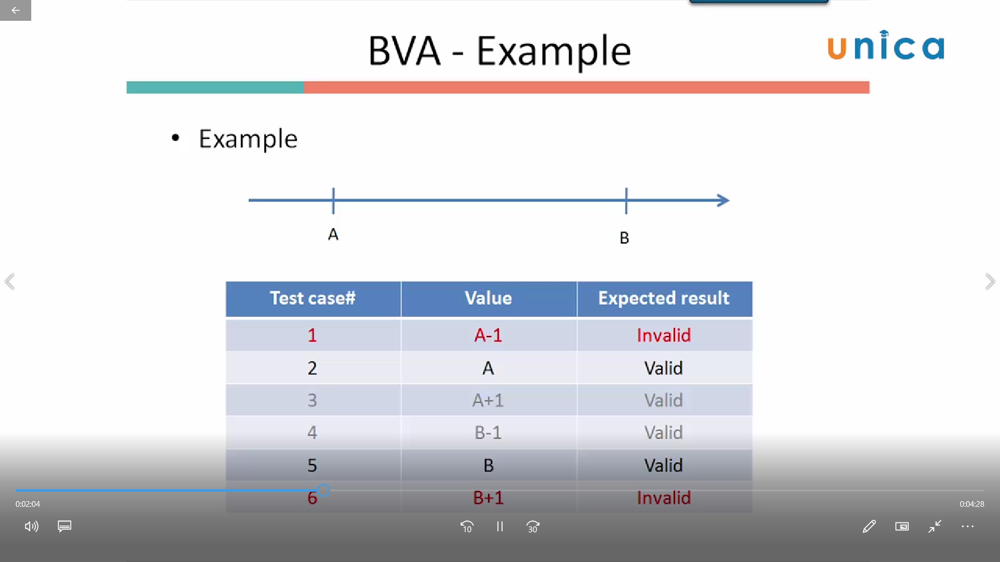 BVA - Example
unica
• Example
A
B
Test case# Value Expected result
1 A-1 Invalid
2 A Valid
3 A+1 Valid
4 B-1 Valid
5 B Valid
6 B+1 Invalid
0:02:04 0:04:28
10 30